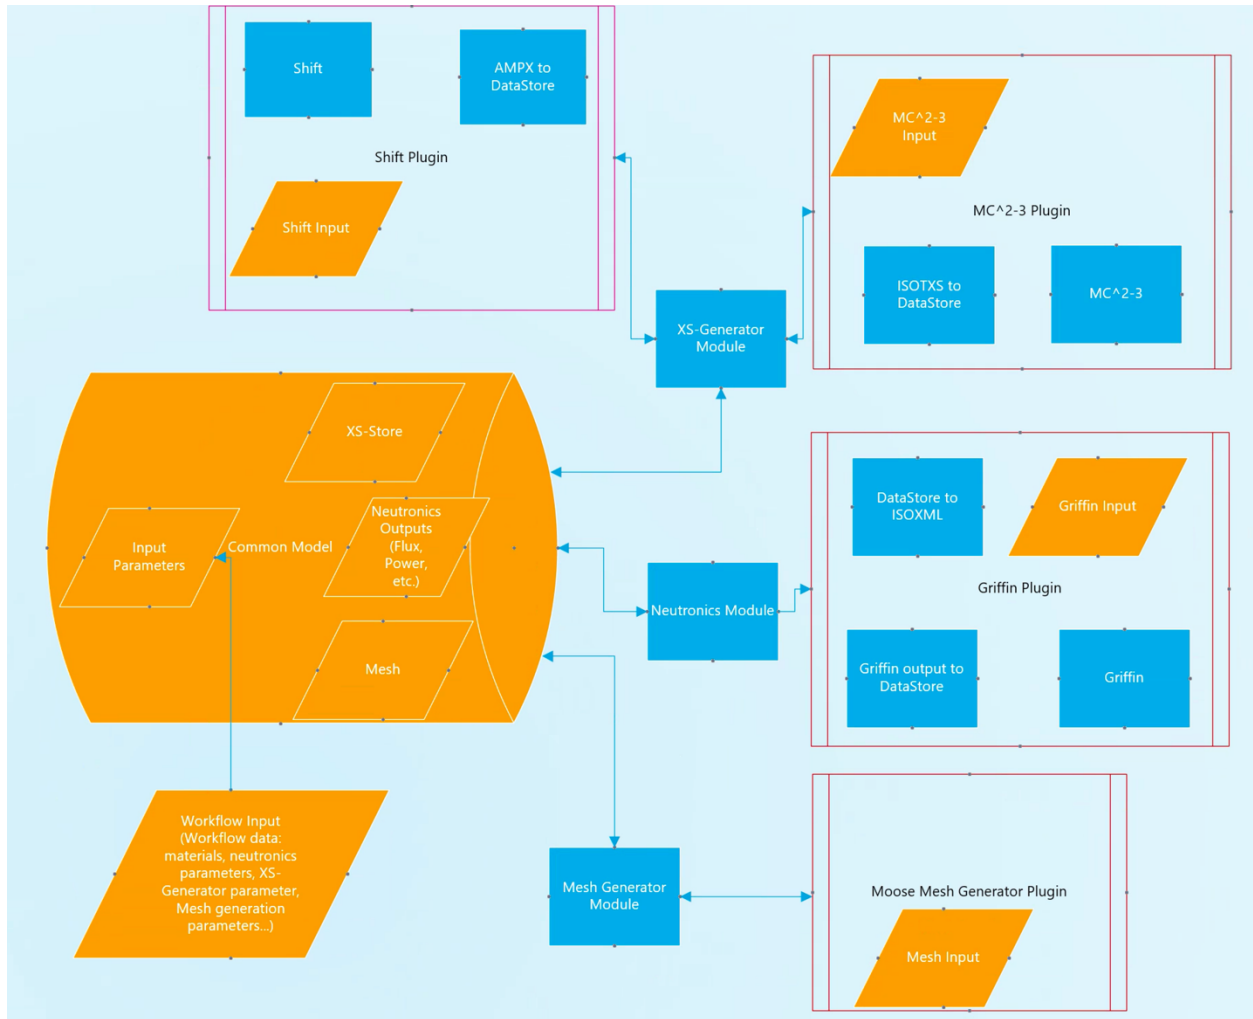 Shift
AMPX to
DataStore
Shift Plugin
Shift Input
MC^2-3
Input
MC^2-3 Plugin
ISOTXS to
DataStore
MC^2-3
XS-Generator
Module
XS-Store
Neutronics
Outputs
(Flux,
Power,
etc.)
Input
Parameters
Common Model
Mesh
Neutronics Module
DataStore to
ISOXML
Griffin Input
Griffin Plugin
Griffin output to
DataStore
Griffin
Workflow Input
(Workflow data:
materials, neutronics
parameters, XS-
Generator parameter,
Mesh generation
parameters...)
Mesh Generator
Module
Moose Mesh Generator Plugin
Mesh Input